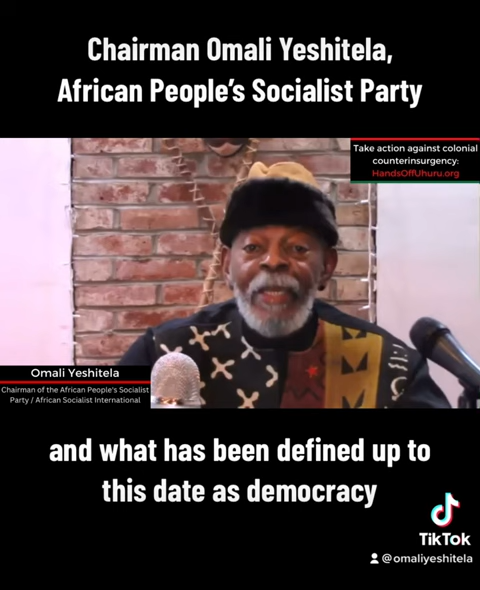 Chairman Omali Yeshitela,
African People's Socialist Party
Take action against colonial
counterinsurgency:
HandsOffUhuru.org
Omali Yeshitela
Chairman of the African People's Socialist
Party / African Socialist International
and what has been defined up to
this date as democracy
TikTok
@omaliyeshitela